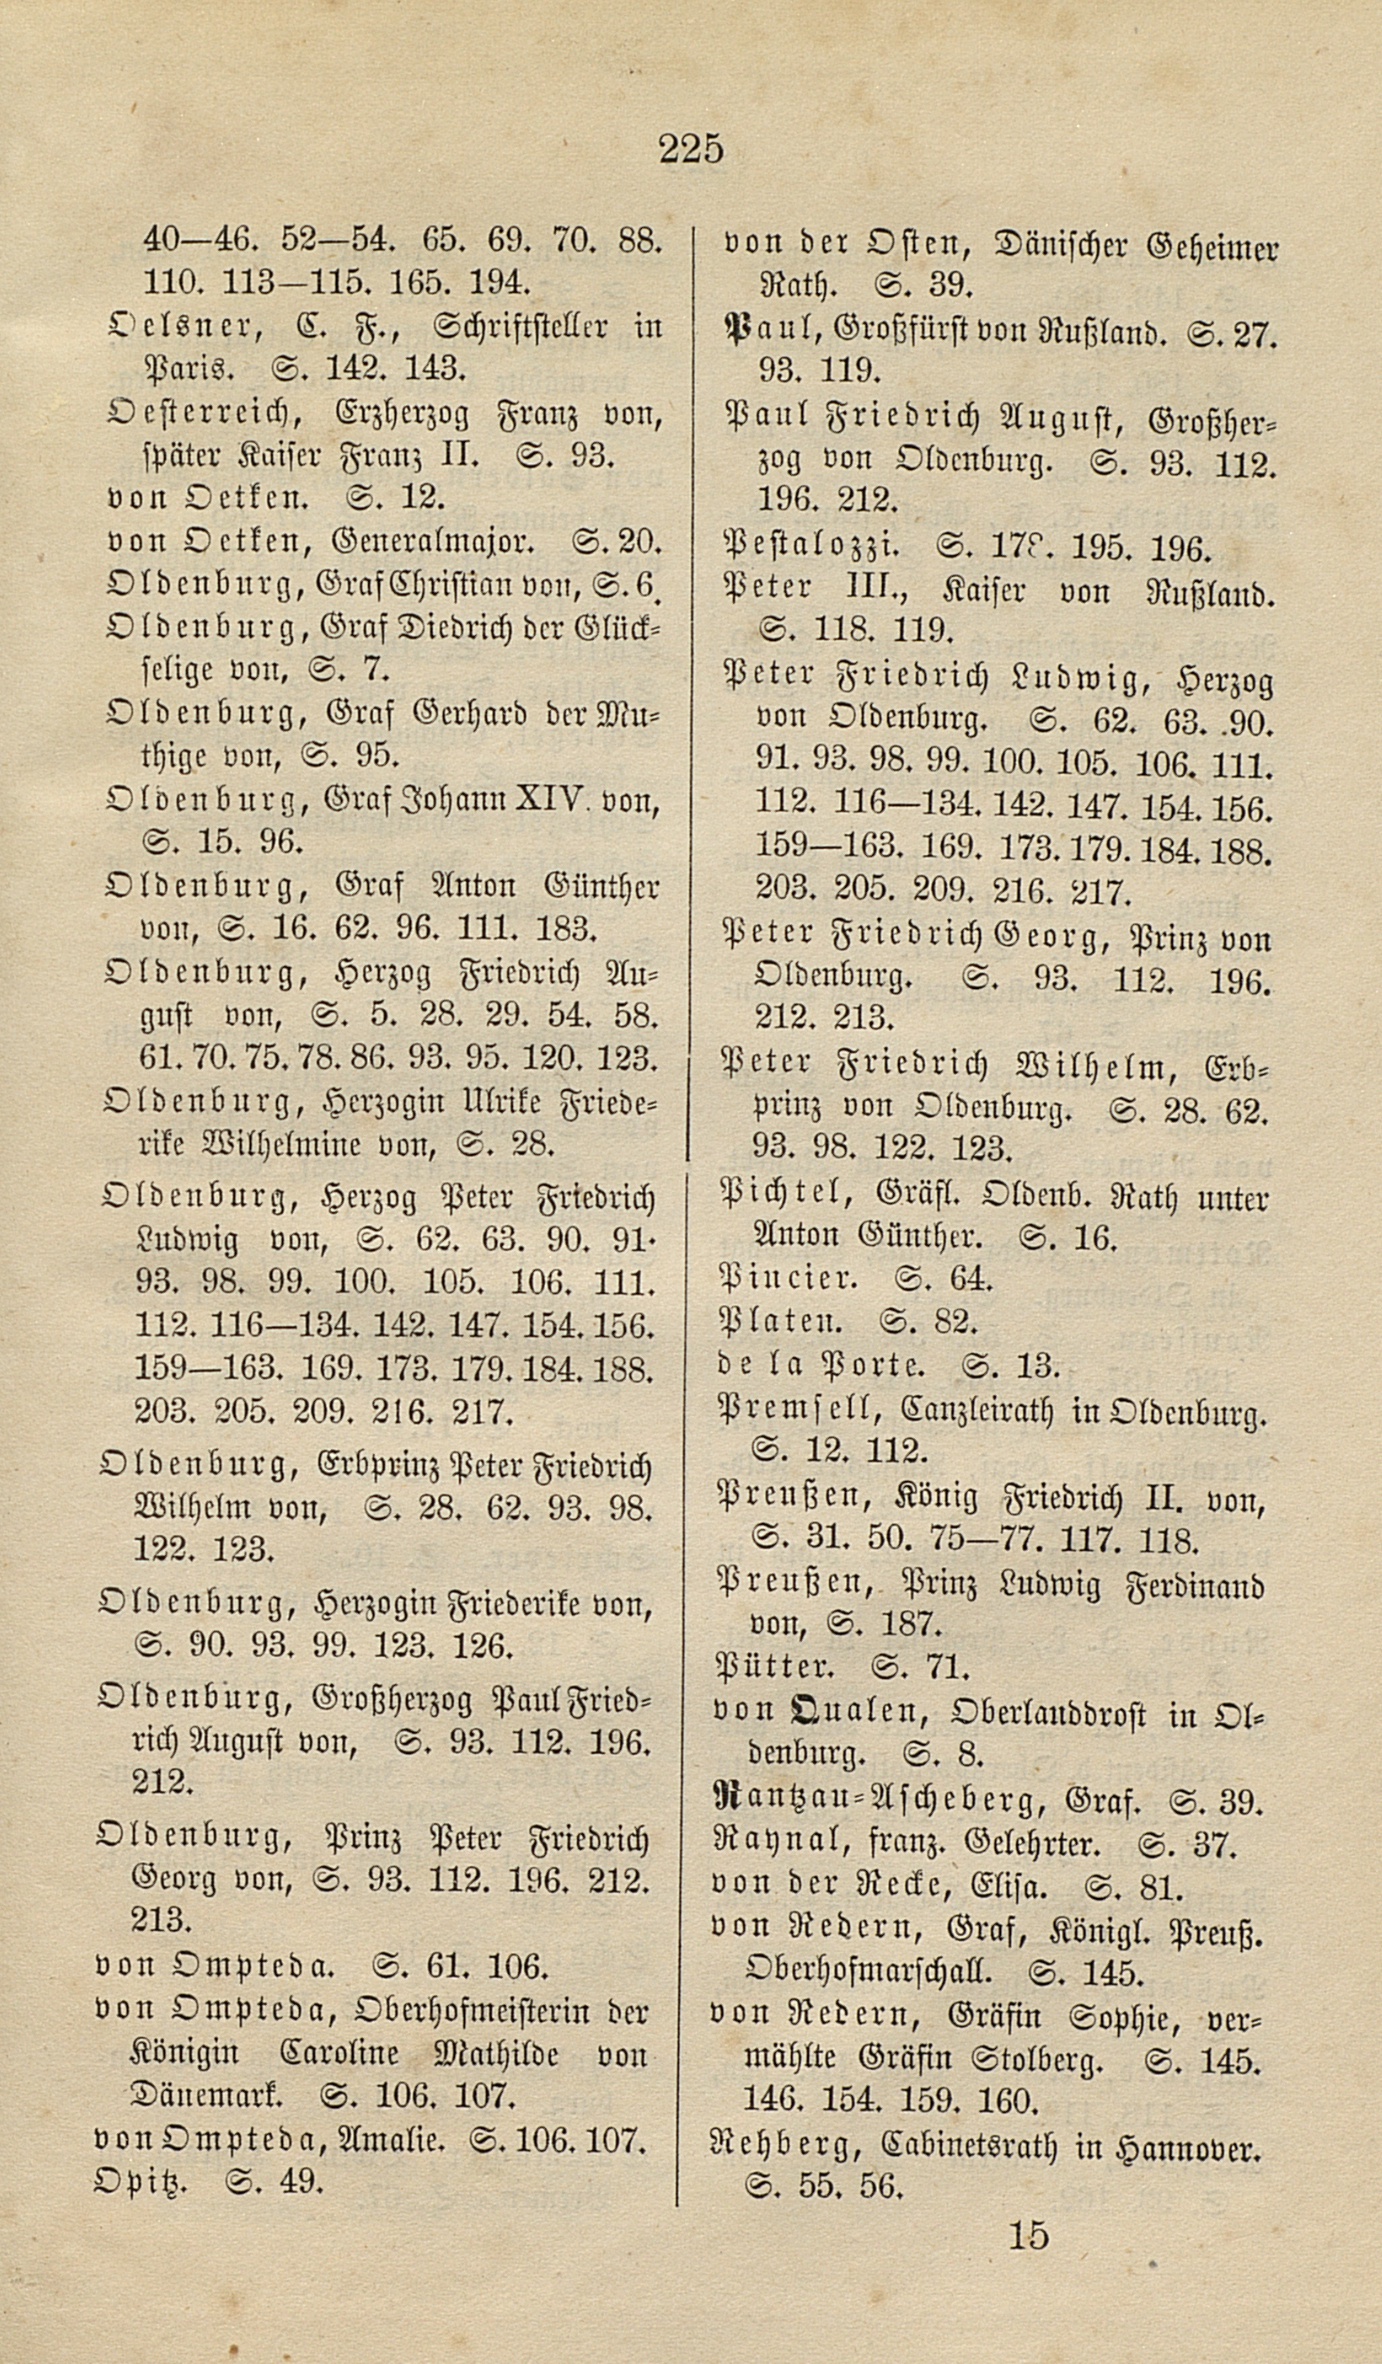 225
40—46. 52—54. 65. 69. 70. 88.
110. 113—115. 165. 194.
Oelsner, C. F., Schriftsteller in
Paris. S. 142. 143.
Oesterreich, Erzherzog Franz von,
später Kaiser Franz II. S. 93.
von Oetken. S. 12.
von Oetken, Generalmajor. S. 20.
Oldenburg, Graf Christian von, S. 6.
Oldenburg, Graf Diedrich der Glück-
selige von, S. 7.
Oldenburg, Graf Gerhard der Mu-
thige von, S. 95.
Oldenburg, Graf Johann XIV. von,
S. 15. 96.
Oldenburg, Graf Anton Günther
von, S. 16. 62. 96. 111. 183.
Oldenburg, Herzog Friedrich Au-
gust von, S. 5. 28. 29. 54. 58.
61. 70. 75. 78. 86. 93. 95. 120. 123.
Oldenburg, Herzogin Ulrike Friede-
rike Wilhelmine von, S. 28.
Oldenburg, Herzog Peter Friedrich
Ludwig von, S. 62. 63. 90. 91.
93. 98. 99. 100. 105. 106. 111.
112. 116—134. 142. 147. 154. 156.
159—163. 169. 173. 179. 184. 188.
203. 205. 209. 216. 217.
Oldenburg, Erbprinz Peter Friedrich
Wilhelm von, S. 28. 62. 93. 98.
122. 123.
Oldenburg, Herzogin Friederike von,
S. 90. 93. 99. 123. 126.
Oldenburg, Großherzog Paul Fried-
rich August von, S. 93. 112. 196.
212.
Oldenburg, Prinz Peter Friedrich
Georg von, S. 93. 112. 196. 212.
213.
von Ompteda. S. 61. 106.
von Ompteda, Oberhofmeisterin der
Königin Caroline Mathilde von
Dänemark. S. 106. 107.
von Ompteda, Amalie. S. 106. 107.
Opitz. S. 49.
von der Osten, Dänischer Geheimer
Rath. S. 39.
Paul, Großfürst von Rußland. S. 27.
93. 119.
Paul Friedrich August, Großher-
zog von Oldenburg. S. 93. 112.
196. 212.
Pestalozzi. S. 195. 196.
Peter III., Kaiser von Rußland.
S. 118. 119.
Peter Friedrich Ludwig, Herzog
von Oldenburg. S. 62. 63. 90.
91. 93. 98. 99. 100. 105. 106. 111.
112. 116—134. 142. 147. 154. 156.
159—163. 169. 173. 179. 184. 188.
203. 205. 209. 216. 217.
Peter Friedrich Georg, Prinz von
Oldenburg. S. 93. 112. 196.
212. 213.
Peter Friedrich Wilhelm, Erb-
prinz von Oldenburg. S. 28. 62.
93. 98. 122. 123.
Pichtel, Gräfl. Oldenb. Rath unter
Anton Günther. S. 16.
Pincier. S. 64.
Platen. S. 82.
de la Porte. S. 13.
Premsell, Canzleirath in Oldenburg.
S. 12. 112.
Preußen, König Friedrich II. von,
S. 31. 50. 75—77. 117. 118.
Preußen, Prinz Ludwig Ferdinand
von, S. 187.
Pütter. S. 71.
von Qualen, Oberlanddrost in Ol-
denburg. S. 8.
Rantzau-Ascheberg, Graf. S. 39.
Raynal, franz. Gelehrter. S. 37.
von der Recke, Elisa. S. 81.
von Redern, Graf, Königl. Preuß.
Oberhofmarschall. S. 145.
von Redern, Gräfin Sophie, ver-
mählte Gräfin Stolberg. S. 145.
146. 154. 159. 160.
Rehberg, Cabinetsrath in Hannover.
S. 55. 56.
15